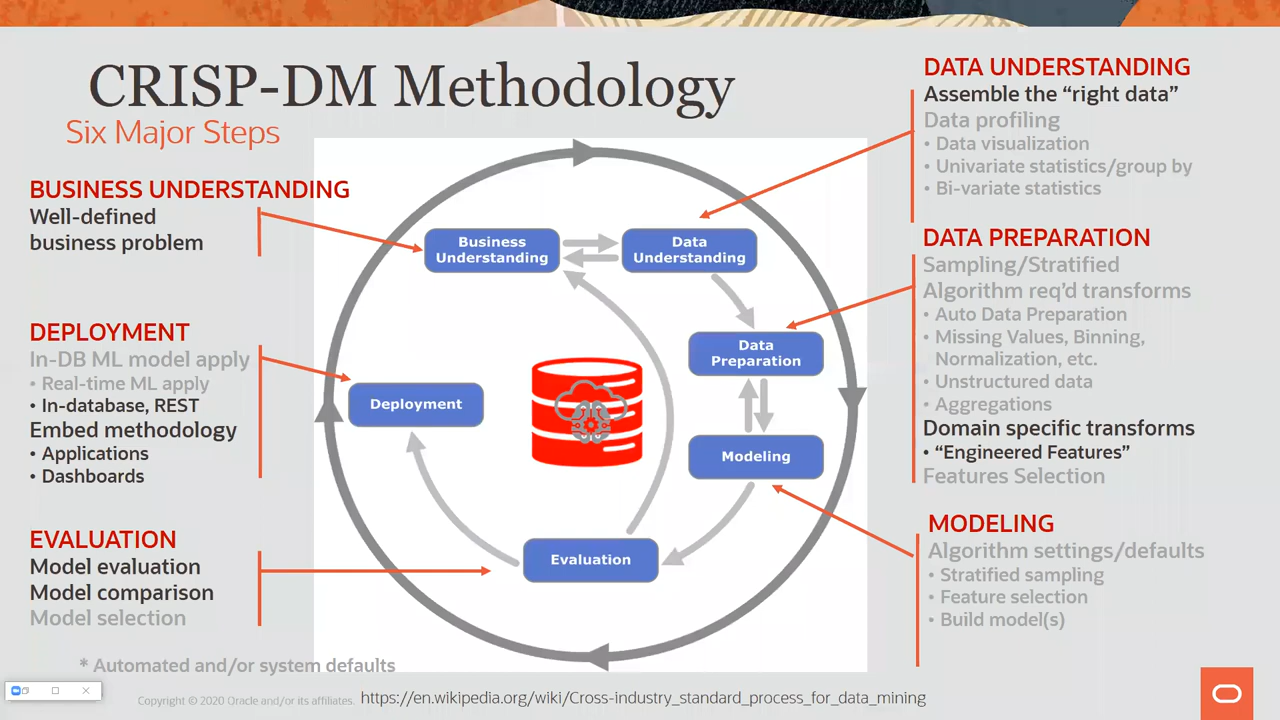 CRISP-DM Methodology
Six Major Steps
BUSINESS UNDERSTANDING
Well-defined
business problem
DEPLOYMENT
In-DB ML model apply
• Real-time ML apply
• In-database, REST
Embed methodology
• Applications
• Dashboards
EVALUATION
Model evaluation
Model comparison
Model selection
* Automated and/or system defaults
Business
Understanding
Data
Understanding
Data
Preparation
Modeling
Evaluation
Deployment
DATA UNDERSTANDING
Assemble the “right data”
Data profiling
• Data visualization
• Univariate statistics/group by
• Bi-variate statistics
DATA PREPARATION
Sampling/Stratified
Algorithm req’d transforms
• Auto Data Preparation
• Missing Values, Binning,
Normalization, etc.
• Unstructured data
• Aggregations
Domain specific transforms
• “Engineered Features”
Features Selection
MODELING
Algorithm settings/defaults
• Stratified sampling
• Feature selection
• Build model(s)
Copyright © 2020 Oracle and/or its affiliates.
https://en.wikipedia.org/wiki/Cross-industry_standard_process_for_data_mining